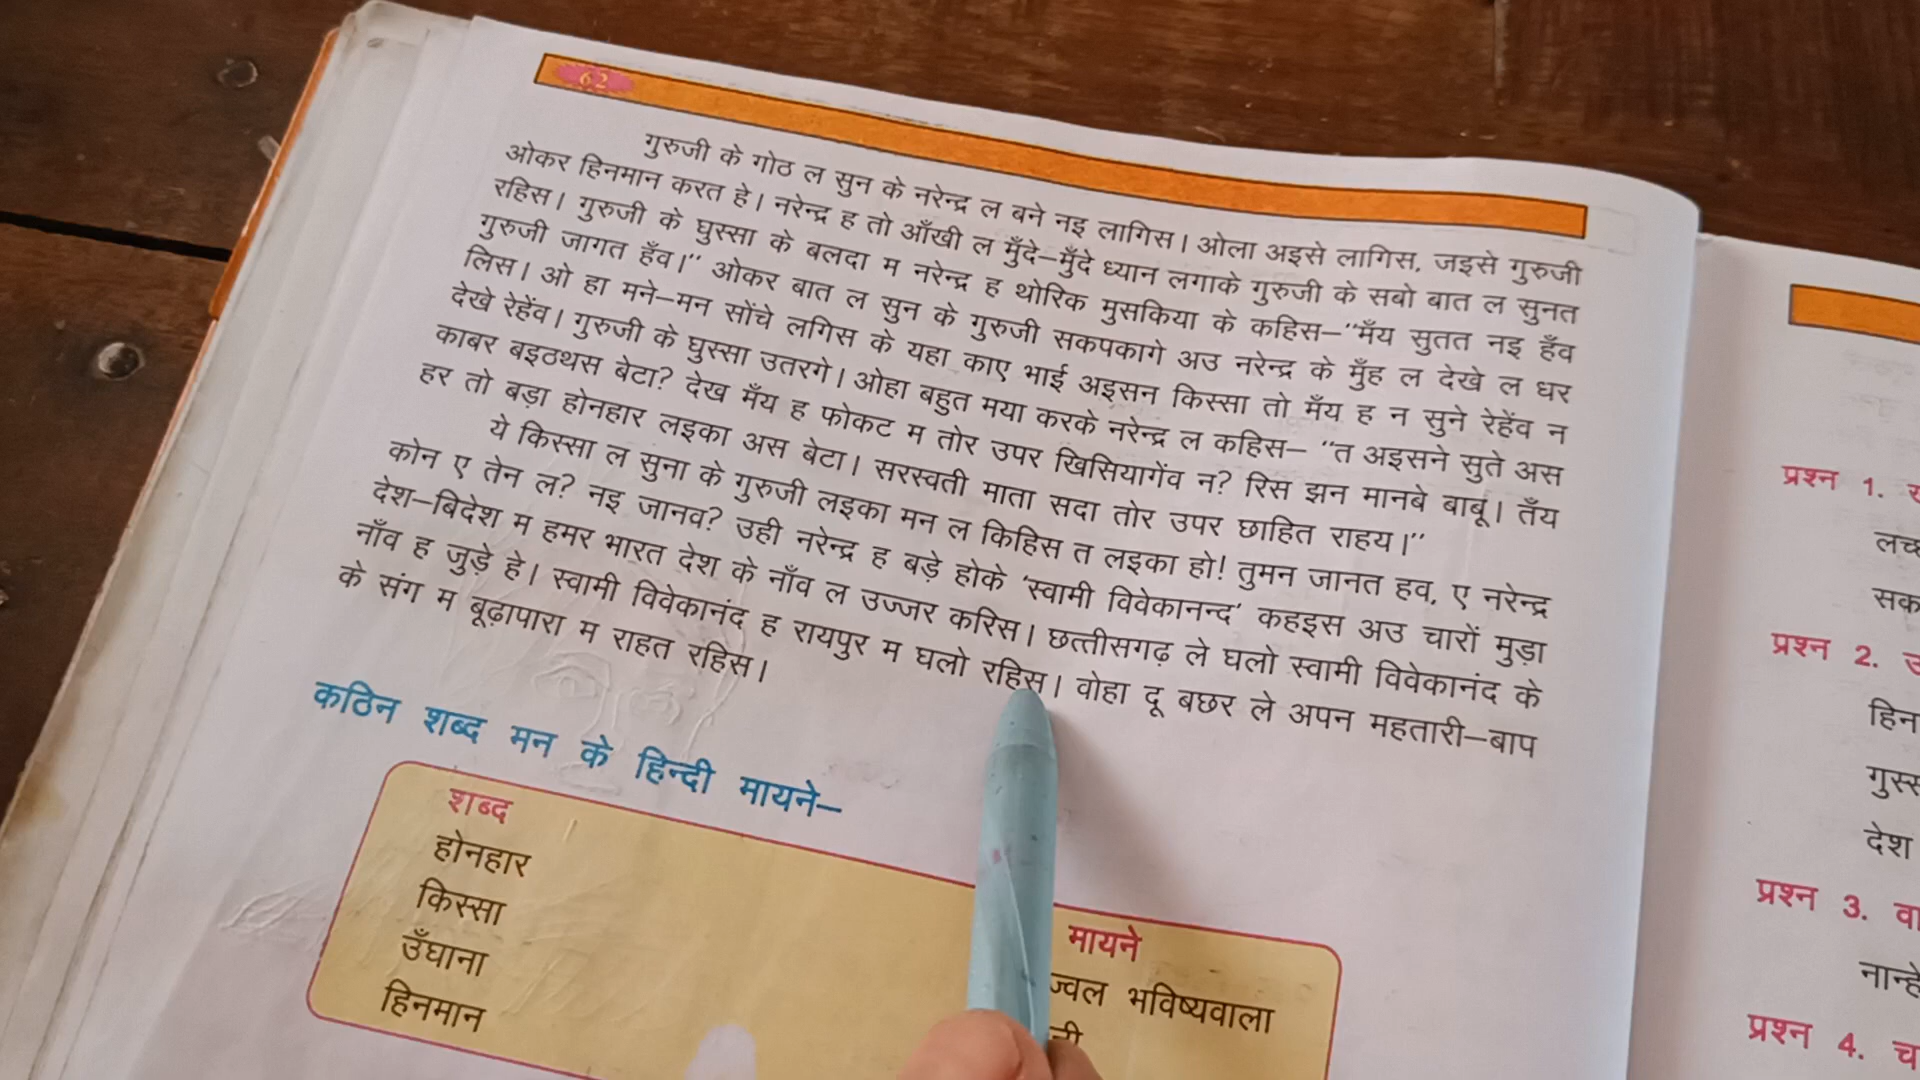 62
गुरुजी के गोठ ल सुन के नरेन्द्र ल बने नइ लागिस। ओला अइसे लागिस, जइसे गुरुजी
ओकर हिनमान करत हे। नरेन्द्र ह तो आँखी ल मुँदे–मुँदे ध्यान लगाके गुरुजी के सबो बात ल सुनत
रहिस। गुरुजी के घुस्सा के बलदा म नरेन्द्र ह थोरिक मुसकिया के कहिस–"मँय सुतत नइ हँव
गुरुजी जागत हँव।" ओकर बात ल सुन के गुरुजी सकपकागे अउ नरेन्द्र के मुँह ल देखे ल धर
लिस। ओ हा मने–मन सोंचे लगिस के यहा काए भाई अइसन किस्सा तो मँय ह न सुने रेहेंव न
देखे रेहेंव। गुरुजी के घुस्सा उतरगे। ओहा बहुत मया करके नरेन्द्र ल कहिस– "त अइसने सुते अस
काबर बइठथस बेटा? देख मँय ह फोकट म तोर उपर खिसियागेंव न? रिस झन मानबे बाबू। तँय
हर तो बड़ा होनहार लइका अस बेटा। सरस्वती माता सदा तोर उपर छाहित राहय।"
ये किस्सा ल सुना के गुरुजी लइका मन ल किहिस त लइका हो! तुमन जानत हव, ए नरेन्द्र
कोन ए तेन ल? नइ जानव? उही नरेन्द्र ह बड़े होके 'स्वामी विवेकानन्द' कहइस अउ चारों मुड़ा
देश–बिदेश म हमर भारत देश के नाँव ल उज्जर करिस। छत्तीसगढ़ ले घलो स्वामी विवेकानंद के
नाँव ह जुड़े हे। स्वामी विवेकानंद ह रायपुर म घलो रहिस। वोहा दू बछर ले अपन महतारी–बाप
के संग म बूढ़ापारा म राहत रहिस।
कठिन शब्द मन के हिन्दी मायने–
शब्द मायने
होनहार ज्वल भविष्यवाला
किस्सा
उँघाना
हिनमान
प्रश्न 1.
लच्छ
सक
प्रश्न 2.
हिन
गुस्स
देश
प्रश्न 3. वा
नान्हे
प्रश्न 4. च